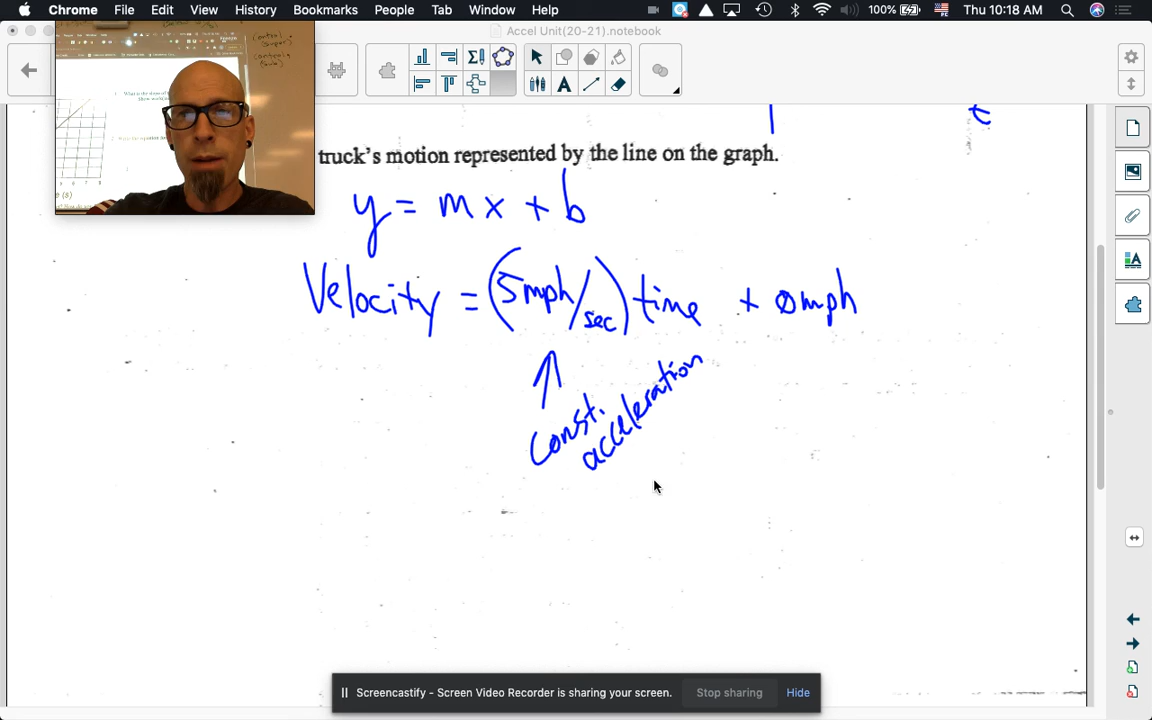 Chrome File Edit View History Bookmarks People Tab Window Help 100% Thu 10:18 AM
Accel Unit(20-21).notebook
t
truck's motion represented by the line on the graph.
y = mx + b
Velocity = (5mph/sec) time + 0mph
const.
acceleration
Screencastify - Screen Video Recorder is sharing your screen. Stop sharing Hide